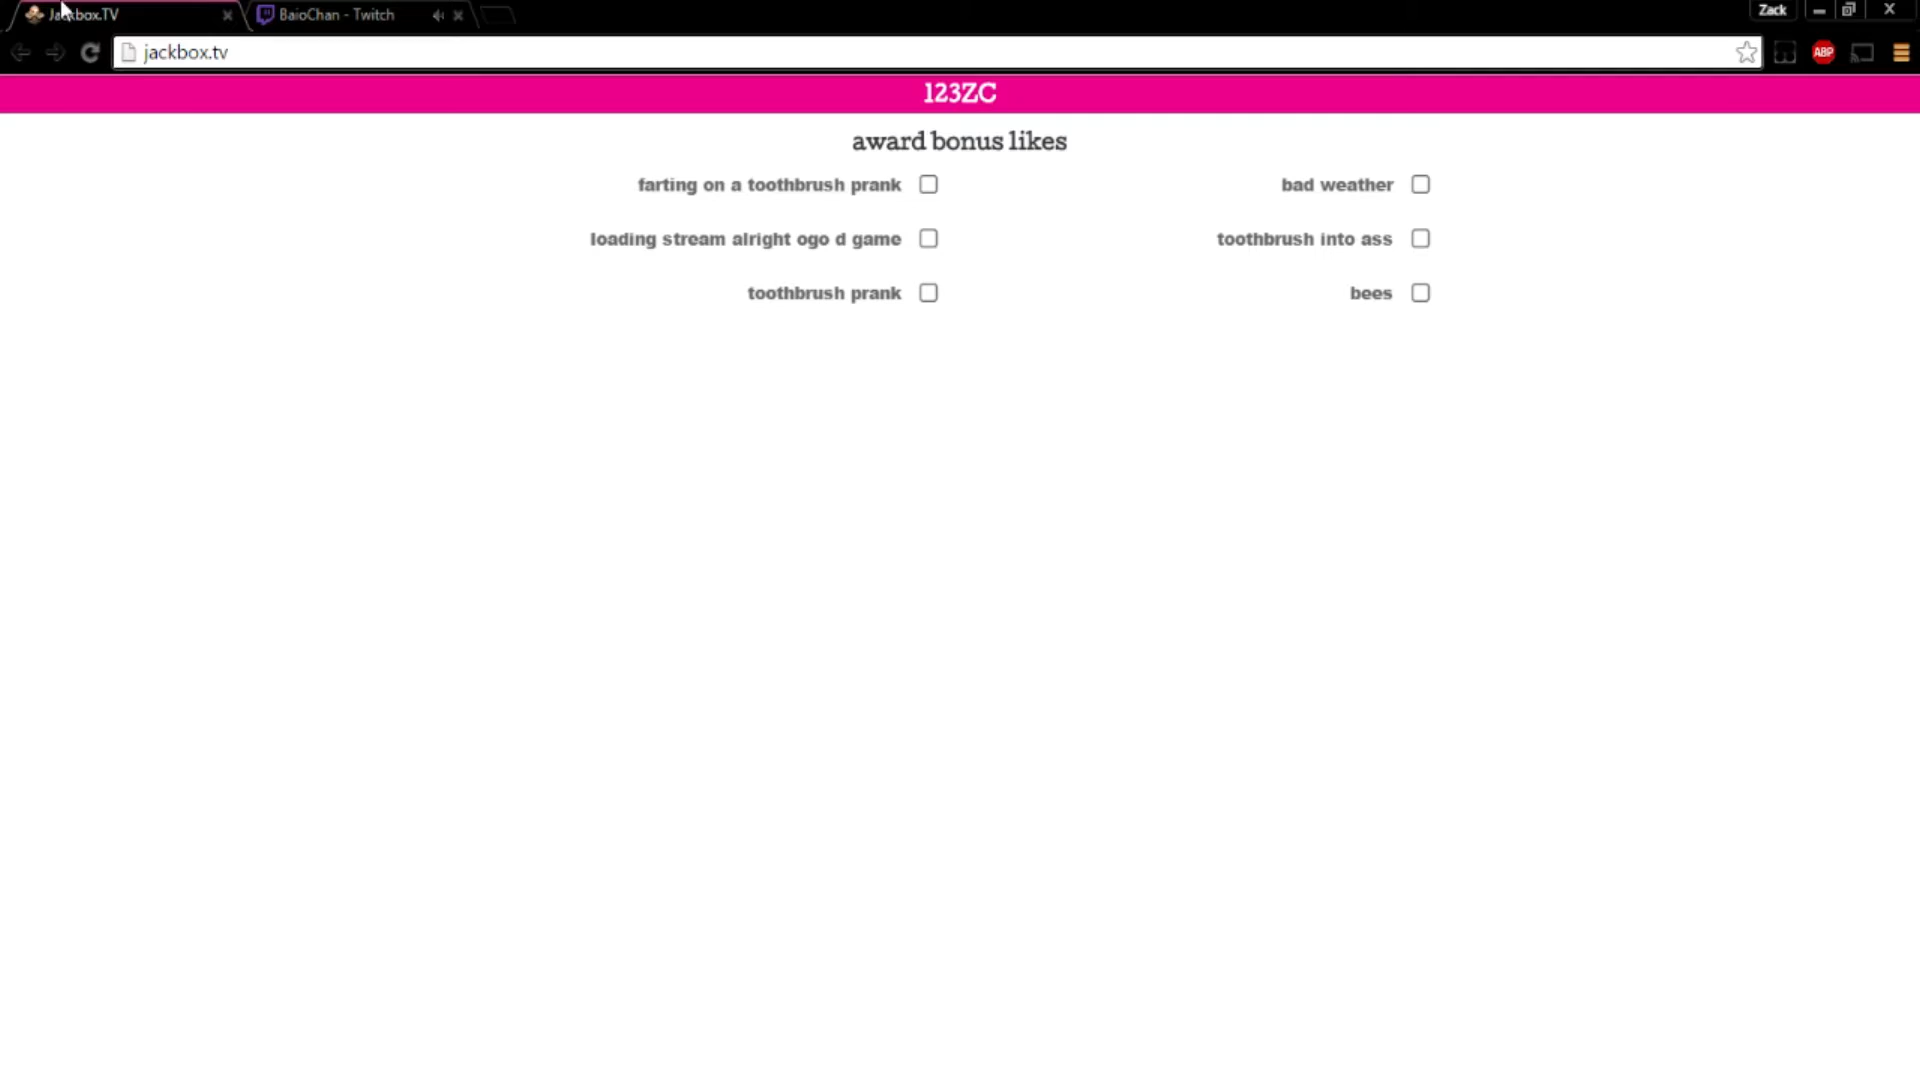 Jackbox.TV
BaioChan - Twitch
Zack
jackbox.tv
ABP
123ZC
award bonus likes
farting on a toothbrush prank
bad weather
loading stream alright ogo d game
toothbrush into ass
toothbrush prank
bees